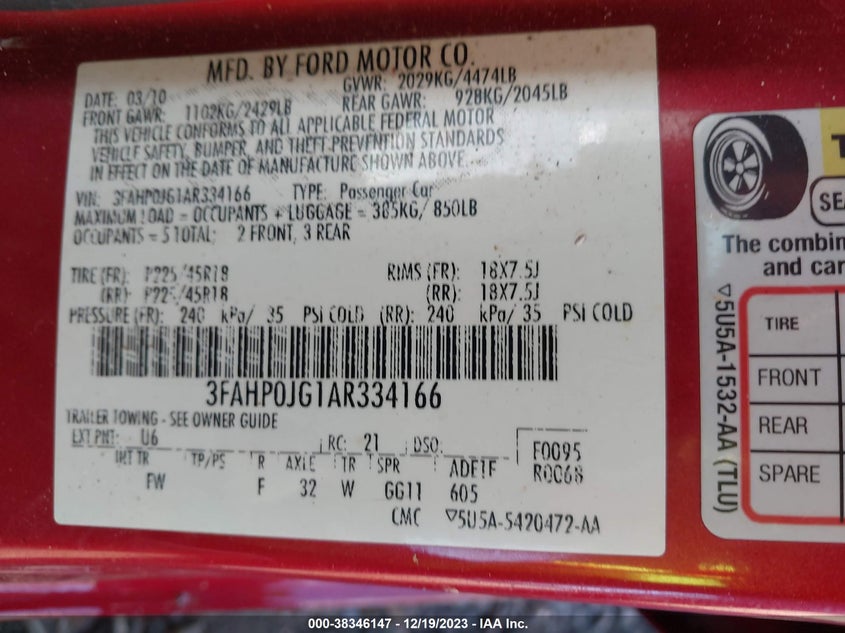 MFD. BY FORD MOTOR CO.
DATE: 03/10 GVWR: 2029KG/4474LB
FRONT GAWR: 1102KG/2429LB REAR GAWR: 928KG/2045LB
THIS VEHICLE CONFORMS TO ALL APPLICABLE FEDERAL MOTOR
VEHICLE SAFETY, BUMPER, AND THEFT PREVENTION STANDARDS
IN EFFECT ON THE DATE OF MANUFACTURE SHOWN ABOVE.
VIN: 3FAHP0JG1AR334166 TYPE: Passenger Car
MAXIMUM LOAD = OCCUPANTS + LUGGAGE = 385KG/ 850LB
OCCUPANTS = 5 TOTAL: 2 FRONT, 3 REAR
TIRE (FR): P225/45R18 RIMS (FR): 18X7.5J
(RR): P225/45R18 (RR): 18X7.5J
PRESSURE (FR): 240 kPa/ 35 PSI COLD (RR): 240 kPa/ 35 PSI COLD
3FAHP0JG1AR334166
TRAILER TOWING - SEE OWNER GUIDE
EXT PNT: U6 RC: 21 DSO: F0095
INT TR TP/PS R AXLE TR SPR R0068
FW F 32 W GG11 605
CMC ▽5U5A-5420472-AA
T
SEA
The combin
and car
TIRE
FRONT
REAR
SPARE
▽5U5A-1532-AA (TLU)
000-38346147 - 12/19/2023 - IAA Inc.